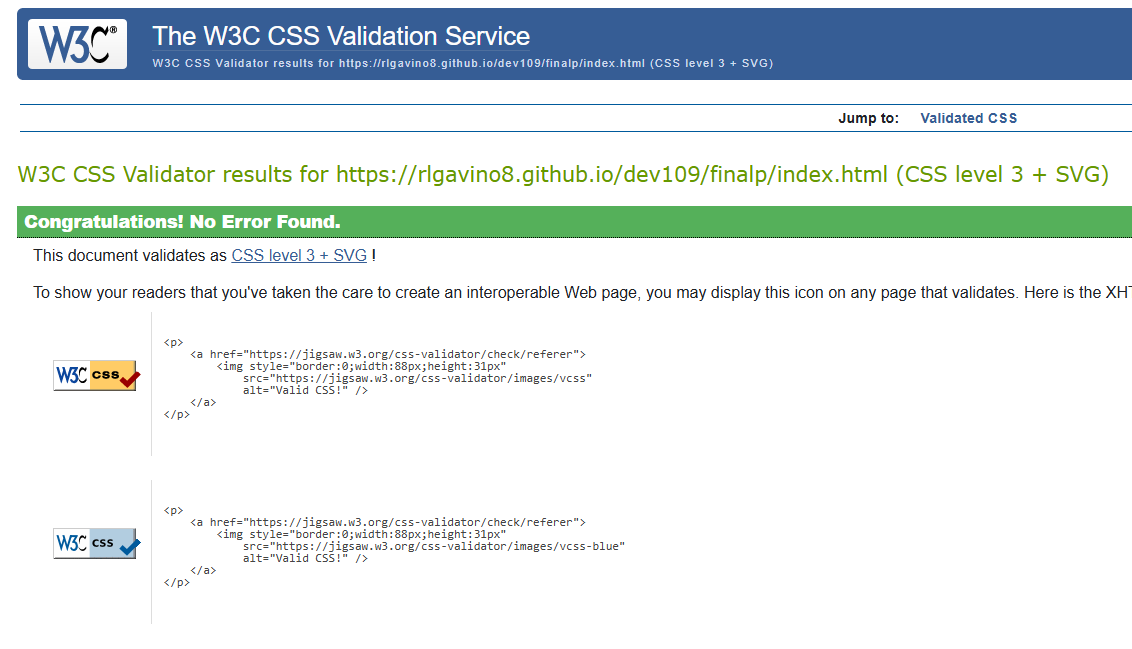 W3C®
The W3C CSS Validation Service
W3C CSS Validator results for https://rlgavino8.github.io/dev109/finalp/index.html (CSS level 3 + SVG)
Jump to: Validated CSS
W3C CSS Validator results for https://rlgavino8.github.io/dev109/finalp/index.html (CSS level 3 + SVG)
Congratulations! No Error Found.
This document validates as CSS level 3 + SVG !
To show your readers that you've taken the care to create an interoperable Web page, you may display this icon on any page that validates. Here is the XH
W3C css
<p>
<a href="https://jigsaw.w3.org/css-validator/check/referer">
<img style="border:0;width:88px;height:31px"
src="https://jigsaw.w3.org/css-validator/images/vcss"
alt="Valid CSS!" />
</a>
</p>
W3C css
<p>
<a href="https://jigsaw.w3.org/css-validator/check/referer">
<img style="border:0;width:88px;height:31px"
src="https://jigsaw.w3.org/css-validator/images/vcss-blue"
alt="Valid CSS!" />
</a>
</p>